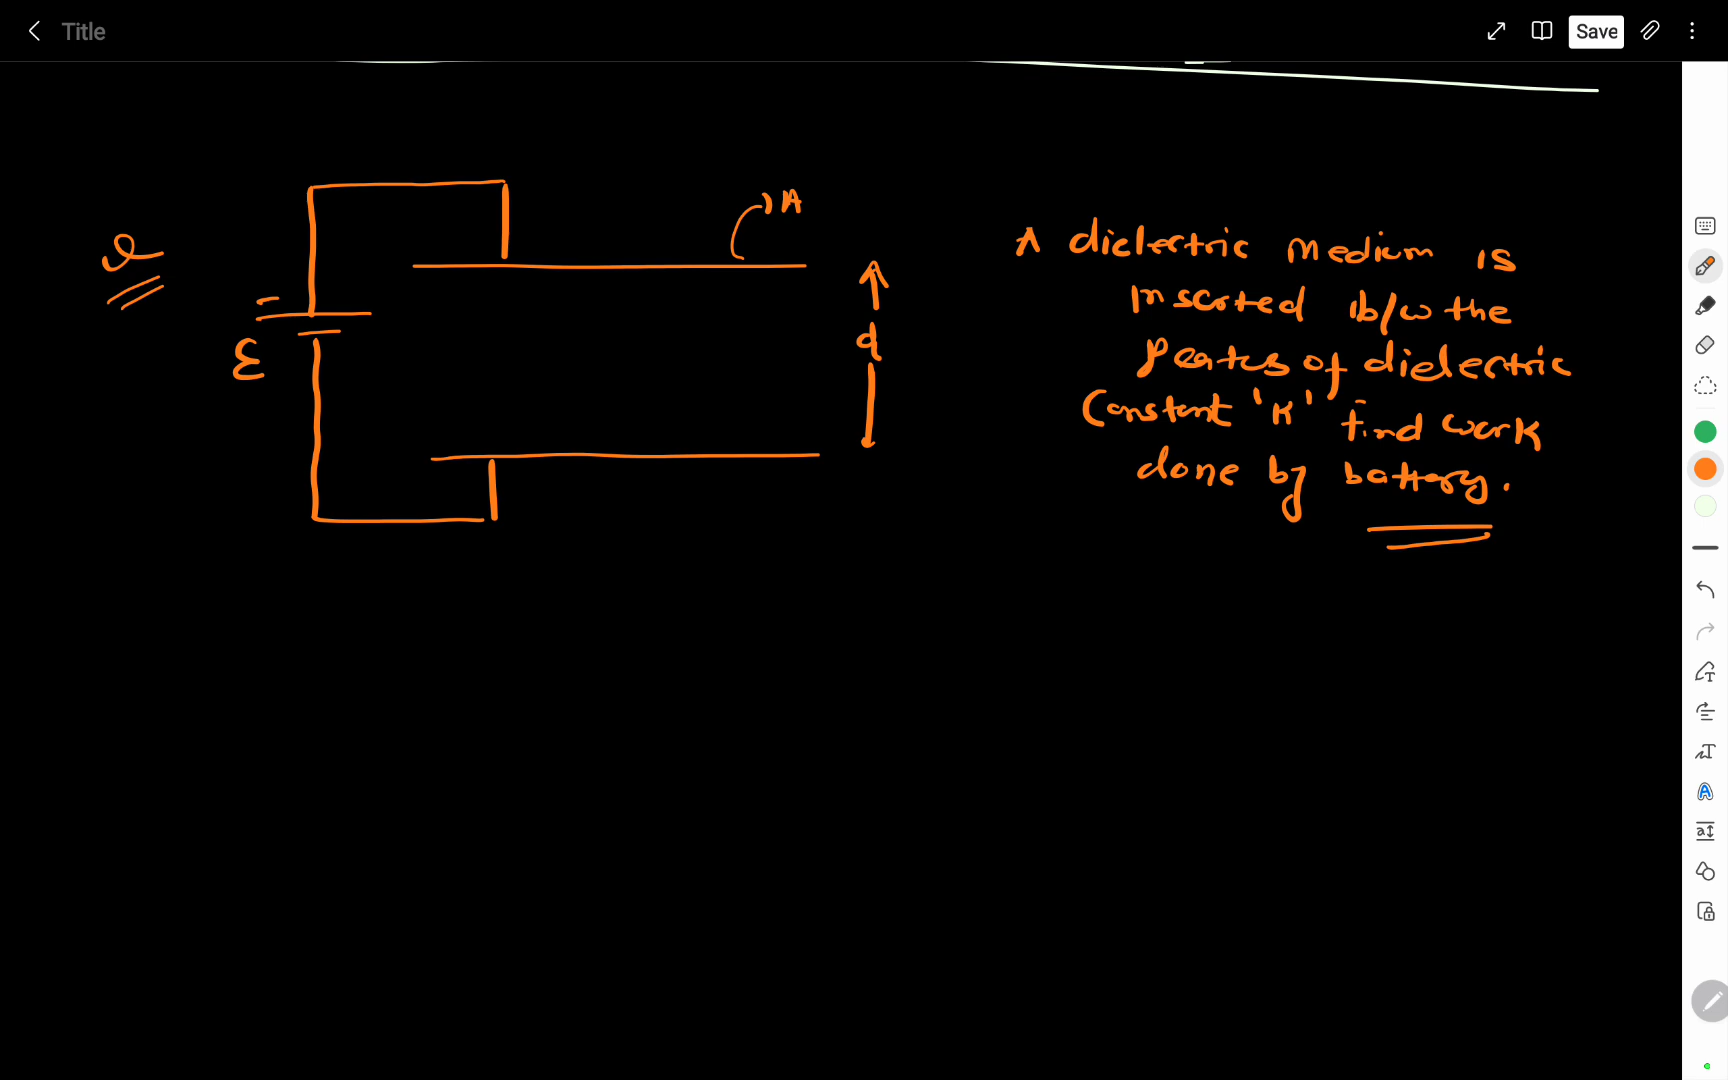 Title
Save
Q
A
ε
d
A dielectric medium is
inserted b/w the
plates of dielectric
Constant 'K' find work
done by battery.